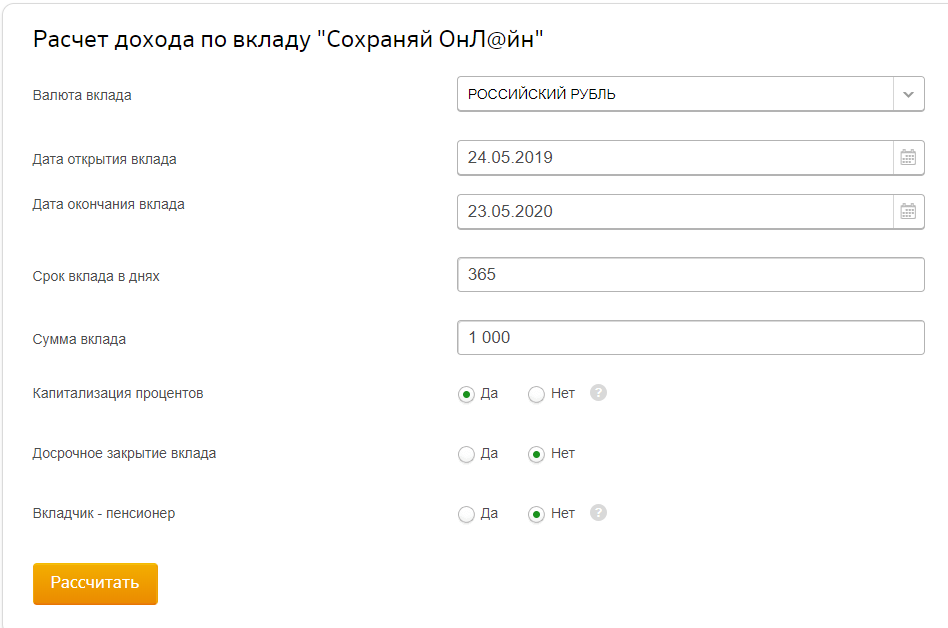 Расчет дохода по вкладу "Сохраняй ОнЛ@йн"
Валюта вклада РОССИЙСКИЙ РУБЛЬ
Дата открытия вклада 24.05.2019
Дата окончания вклада 23.05.2020
Срок вклада в днях 365
Сумма вклада 1 000
Капитализация процентов Да Нет ?
Досрочное закрытие вклада Да Нет
Вкладчик - пенсионер Да Нет ?
Рассчитать